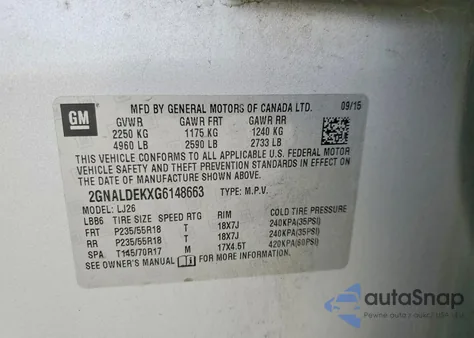 GM
MFD BY GENERAL MOTORS OF CANADA LTD. 09/15
GVWR GAWR FRT GAWR RR
2250 KG 1175 KG 1240 KG
4960 LB 2590 LB 2733 LB
THIS VEHICLE CONFORMS TO ALL APPLICABLE U.S. FEDERAL MOTOR
VEHICLE SAFETY AND THEFT PREVENTION STANDARDS IN EFFECT ON
THE DATE OF MANUFACTURE SHOWN ABOVE.
2GNALDEKXG6148663 TYPE: M.P.V.
MODEL: LJ26
LBB6 TIRE SIZE SPEED RTG RIM COLD TIRE PRESSURE
FRT P235/55R18 T 18X7J 240KPA(35PSI)
RR P235/55R18 T 18X7J 240KPA(35PSI)
SPA T145/70R17 M 17X4.5T 420KPA(60PSI)
SEE OWNER'S MANUAL FOR MORE INFORMATION.
autoSnap
Pewne auto z USA